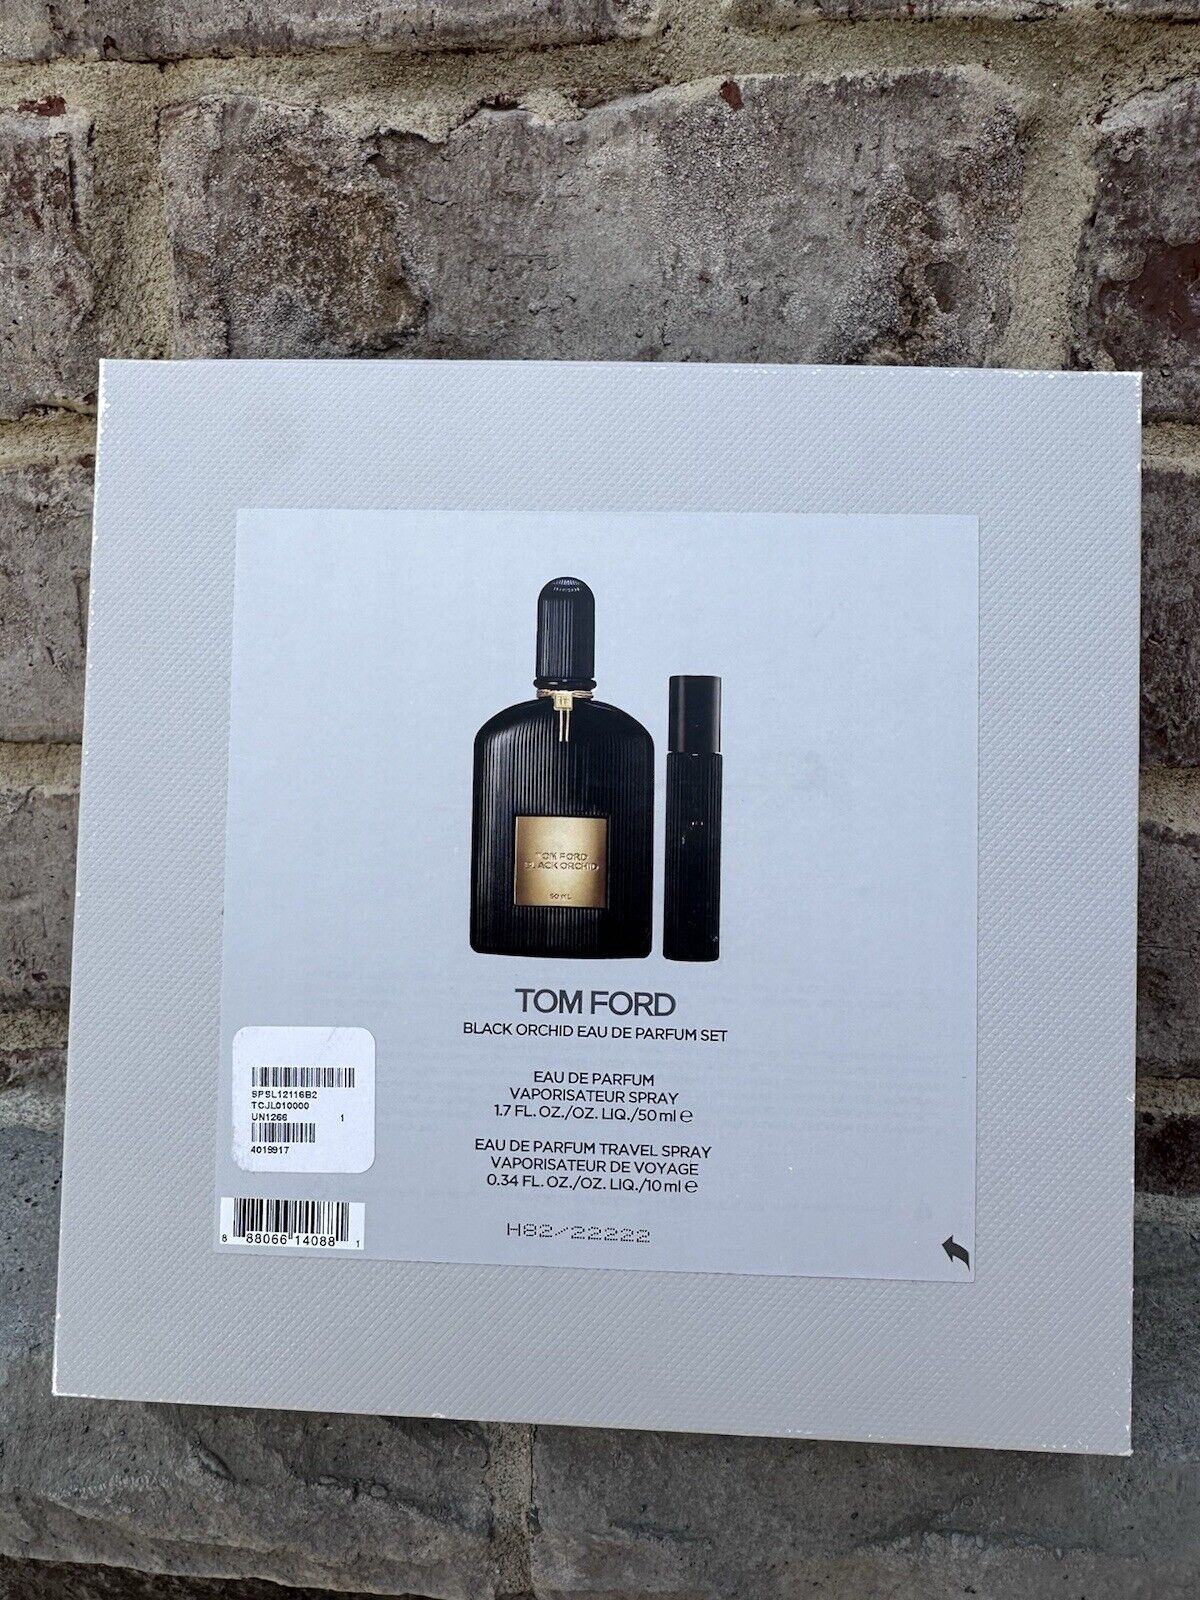 TOM FORD
BLACK ORCHID
50 ML
TOM FORD
BLACK ORCHID EAU DE PARFUM SET
EAU DE PARFUM
VAPORISATEUR SPRAY
1.7 FL. OZ./OZ. LIQ./50 ml ℮
EAU DE PARFUM TRAVEL SPRAY
VAPORISATEUR DE VOYAGE
0.34 FL. OZ./OZ. LIQ./10 ml ℮
H82/22222
SPSL12116B2
TCJL010000
UN1266 1
4019917
8 88066 14088 1